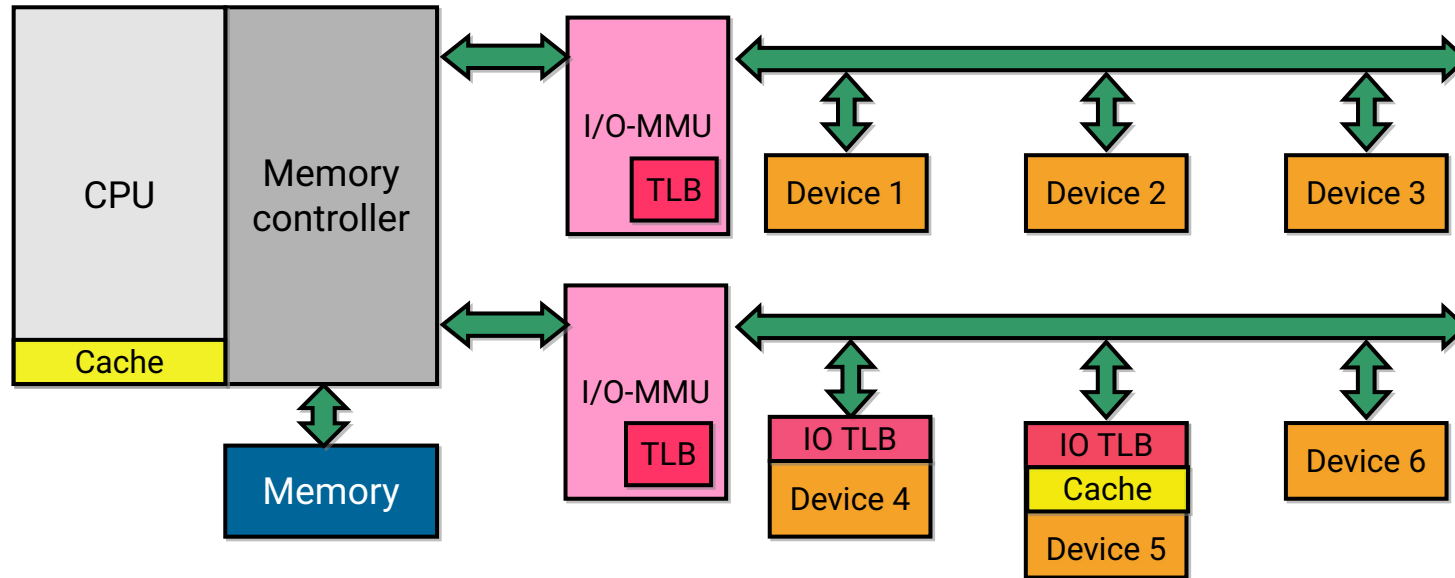 CPU
Cache
Memory
controller
Memory
I/O-MMU
TLB
Device 1
Device 2
Device 3
I/O-MMU
TLB
IO TLB
Device 4
IO TLB
Cache
Device 5
Device 6